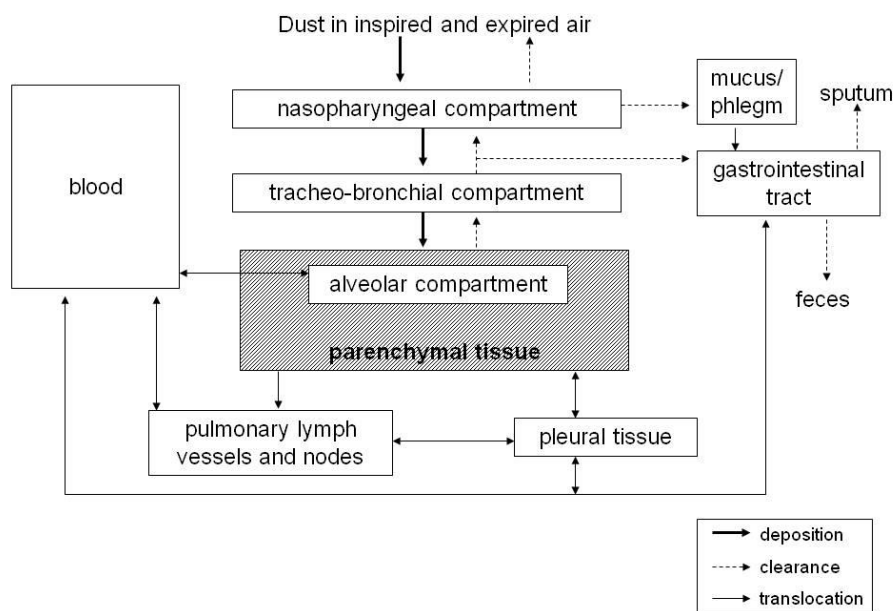 Dust in inspired and expired air
nasopharyngeal compartment
mucus/
phlegm
sputum
blood
tracheo-bronchial compartment
gastrointestinal
tract
alveolar compartment
feces
parenchymal tissue
pulmonary lymph
vessels and nodes
pleural tissue
deposition
clearance
translocation